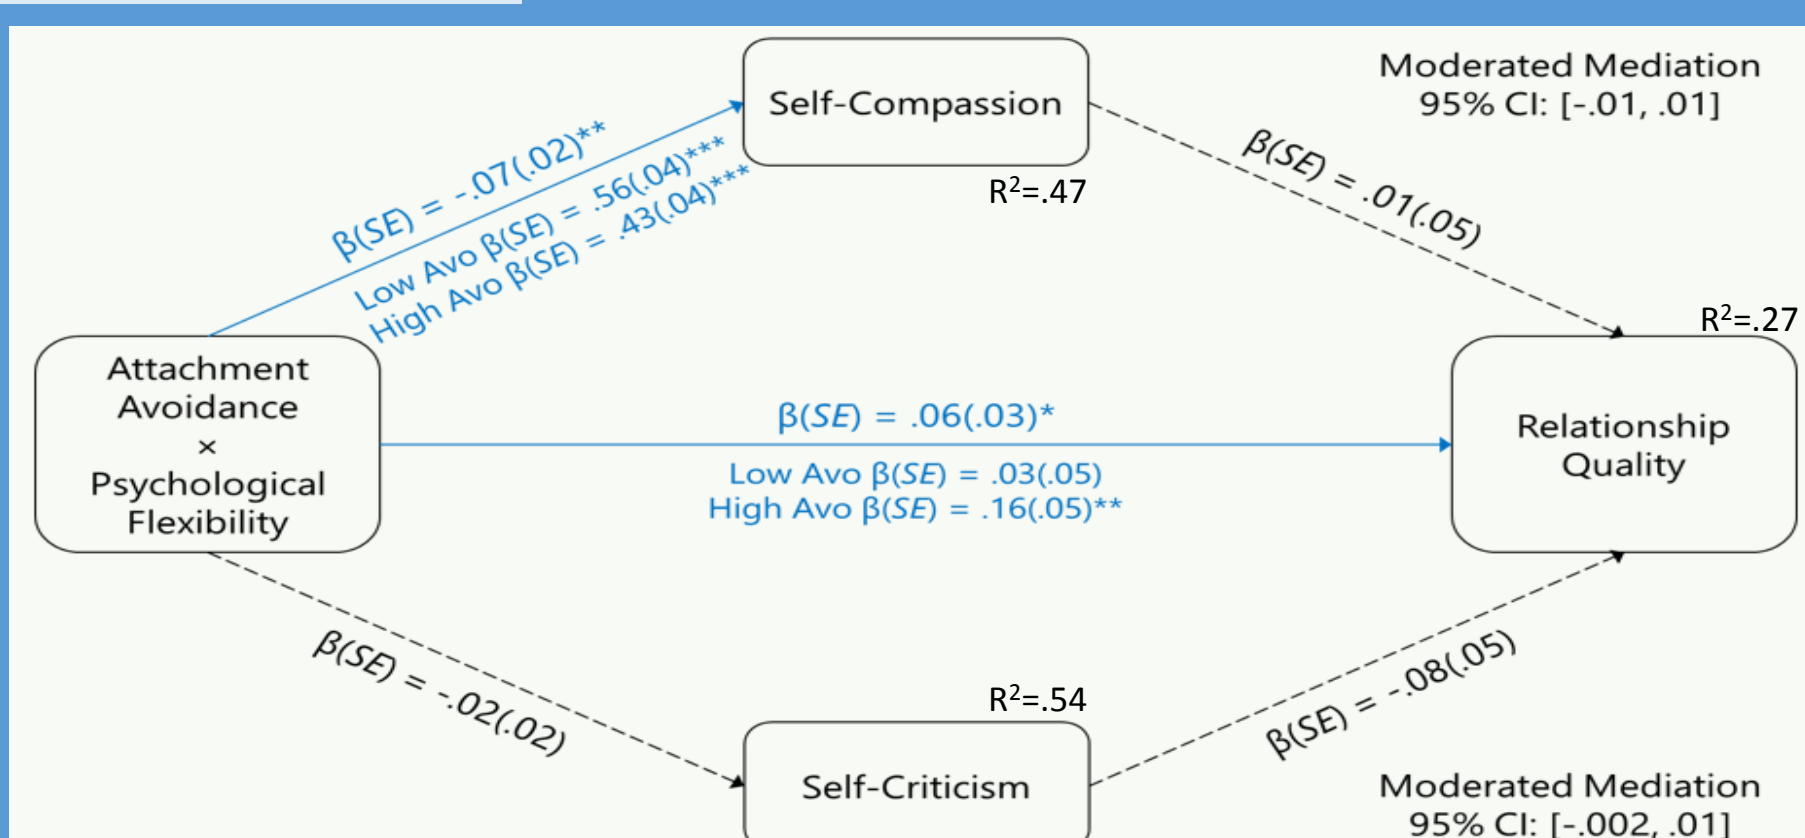 Self-Compassion
R²=.47
Moderated Mediation
95% CI: [-.01, .01]
β(SE) = -.07(.02)**
Low Avo β(SE) = .56(.04)***
High Avo β(SE) = .43(.04)***
β(SE) = .01(.05)
Attachment
Avoidance
×
Psychological
Flexibility
β(SE) = .06(.03)*
Low Avo β(SE) = .03(.05)
High Avo β(SE) = .16(.05)**
R²=.27
Relationship
Quality
β(SE) = -.02(.02)
β(SE) = -.08(.05)
R²=.54
Self-Criticism
Moderated Mediation
95% CI: [-.002, .01]